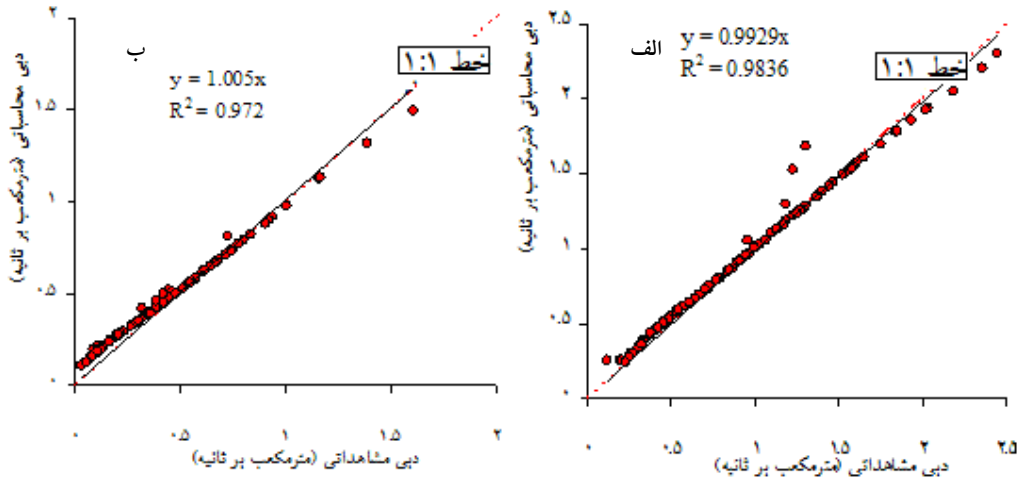 الف
y = 0.9929x
R² = 0.9836
خط ۱:۱
دبی محاسباتی (مترمکعب بر ثانیه)
۲.۵
۲
۱.۵
۱
۰.۵
۰
۰
۰.۵
۱
۱.۵
۲
۲.۵
دبی مشاهداتی (مترمکعب بر ثانیه)
ب
y = 1.005x
R² = 0.972
خط ۱:۱
دبی محاسباتی (مترمکعب بر ثانیه)
۲
۱.۵
۱
۰.۵
۰
۰
۰.۵
۱
۱.۵
۲
دبی مشاهداتی (مترمکعب بر ثانیه)